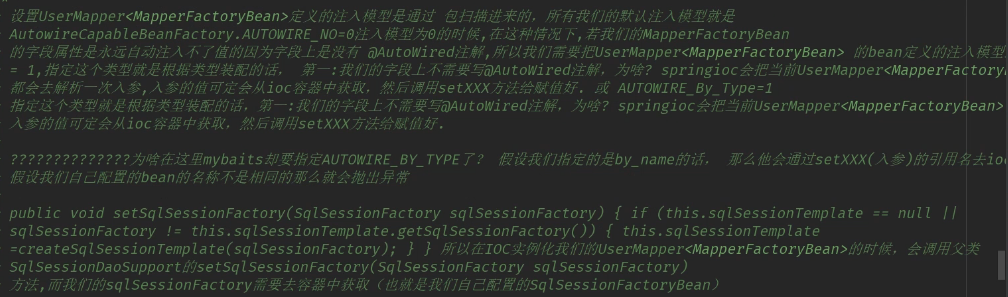 设置UserMapper<MapperFactoryBean>定义的注入模型是通过 包扫描进来的，所有我们的默认注入模型就是
AutowireCapableBeanFactory.AUTOWIRE_NO=0注入模型为0的时候,在这种情况下,若我们的MapperFactoryBean
的字段属性是永远自动注入不了值的因为字段上是没有 @AutoWired注解,所以我们需要把UserMapper<MapperFactoryBean> 的bean定义的注入模型
= 1,指定这个类型就是根据类型装配的话, 第一:我们的字段上不需要写@AutoWired注解，为啥? springioc会把当前UserMapper<MapperFactory
都会去解析一次入参,入参的值可定会从ioc容器中获取，然后调用setXXX方法给赋值好. 或 AUTOWIRE_By_Type=1
指定这个类型就是根据类型装配的话，第一:我们的字段上不需要写@AutoWired注解，为啥? springioc会把当前UserMapper<MapperFactoryBean>
入参的值可定会从ioc容器中获取，然后调用setXXX方法给赋值好.
??????????????为啥在这里mybaits却要指定AUTOWIRE_BY_TYPE了? 假设我们指定的是by_name的话， 那么他会通过setXXX(入参)的引用名去ioc
假设我们自己配置的bean的名称不是相同的那么就会抛出异常
public void setSqlSessionFactory(SqlSessionFactory sqlSessionFactory) { if (this.sqlSessionTemplate == null ||
sqlSessionFactory != this.sqlSessionTemplate.getSqlSessionFactory()) { this.sqlSessionTemplate
=createSqlSessionTemplate(sqlSessionFactory); } } 所以在IOC实例化我们的UserMapper<MapperFactoryBean>的时候，会调用父类
SqlSessionDaoSupport的setSqlSessionFactory(SqlSessionFactory sqlSessionFactory)
方法,而我们的sqlSessionFactory需要去容器中获取（也就是我们自己配置的SqlSessionFactoryBean）